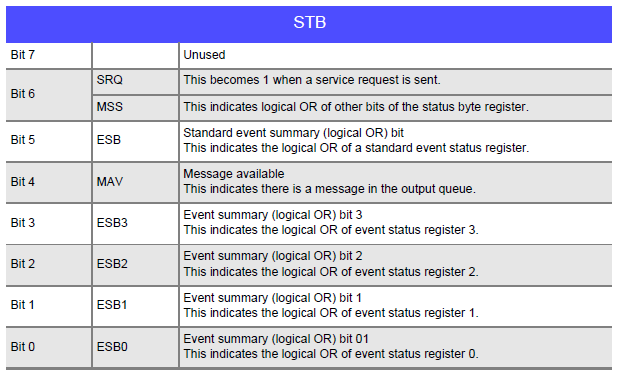 STB
Bit 7 Unused
Bit 6 SRQ This becomes 1 when a service request is sent.
MSS This indicates logical OR of other bits of the status byte register.
Bit 5 ESB Standard event summary (logical OR) bit
This indicates the logical OR of a standard event status register.
Bit 4 MAV Message available
This indicates there is a message in the output queue.
Bit 3 ESB3 Event summary (logical OR) bit 3
This indicates the logical OR of event status register 3.
Bit 2 ESB2 Event summary (logical OR) bit 2
This indicates the logical OR of event status register 2.
Bit 1 ESB1 Event summary (logical OR) bit 1
This indicates the logical OR of event status register 1.
Bit 0 ESB0 Event summary (logical OR) bit 01
This indicates the logical OR of event status register 0.